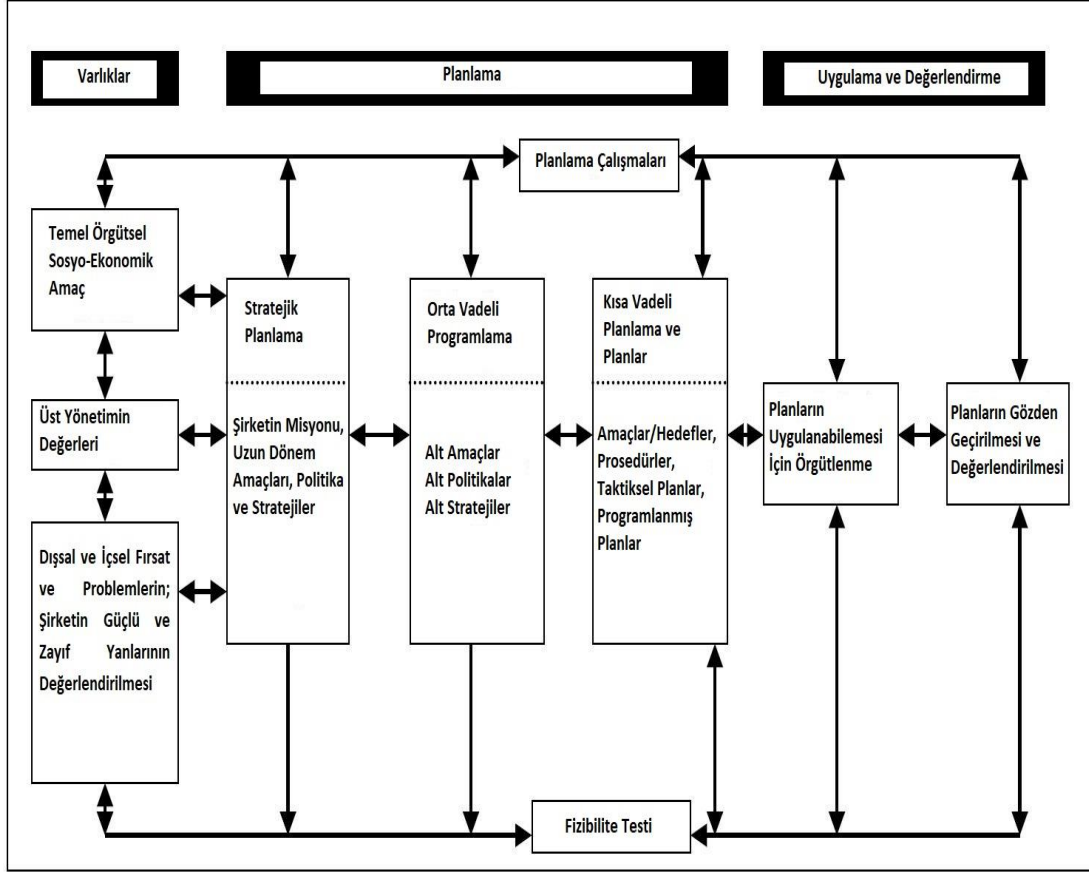 Varlıklar
Planlama
Uygulama ve Değerlendirme
Planlama Çalışmaları
Temel Örgütsel
Sosyo-Ekonomik
Amaç
Üst Yönetimin
Değerleri
Dışsal ve İçsel Fırsat
ve Problemlerin;
Şirketin Güçlü ve
Zayıf Yanlarının
Değerlendirilmesi
Stratejik
Planlama
Şirketin Misyonu,
Uzun Dönem
Amaçları, Politika
ve Stratejiler
Orta Vadeli
Programlama
Alt Amaçlar
Alt Politikalar
Alt Stratejiler
Kısa Vadeli
Planlama ve
Planlar
Amaçlar/Hedefler,
Prosedürler,
Taktiksel Planlar,
Programlanmış
Planlar
Planların
Uygulanabilemesi
İçin Örgütlenme
Planların Gözden
Geçirilmesi ve
Değerlendirilmesi
Fizibilite Testi